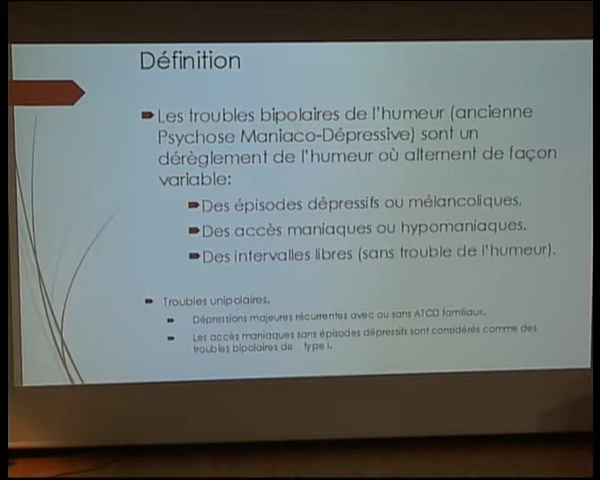 Définition
Les troubles bipolaires de l'humeur (ancienne
Psychose Maniaco-Dépressive) sont un
dérèglement de l'humeur où alternent de façon
variable:
Des épisodes dépressifs ou mélancoliques.
Des accès maniaques ou hypomaniaques.
Des intervalles libres (sans trouble de l'humeur).
Troubles unipolaires.
Dépressions majeures récurrentes avec ou sans ATCD familiaux.
Les accès maniaques sans épisodes dépressifs sont considérés comme des
troubles bipolaires de type I.